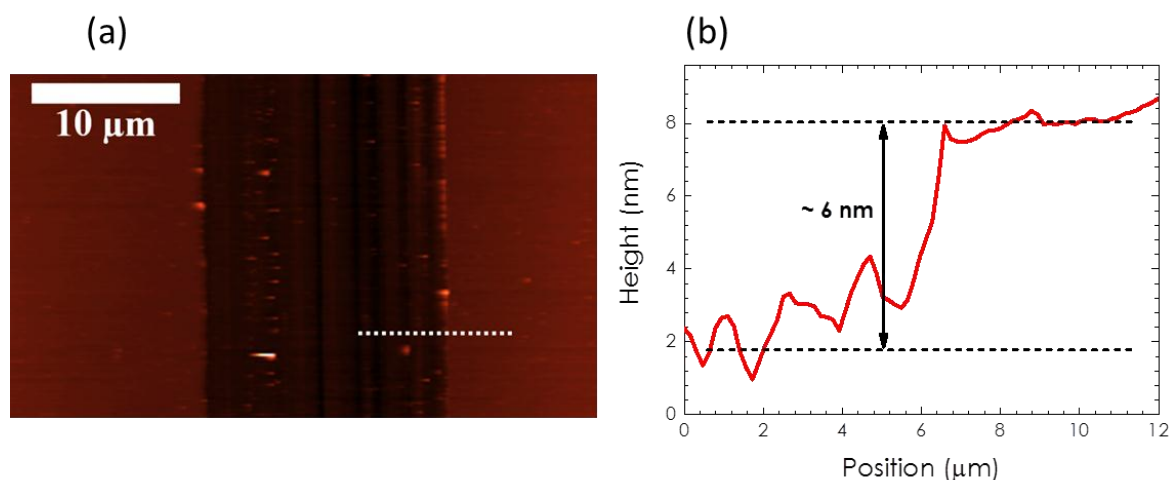 (a)
10 μm
(b)
Height (nm)
8
6
4
2
0
~ 6 nm
0 2 4 6 8 10 12
Position (μm)